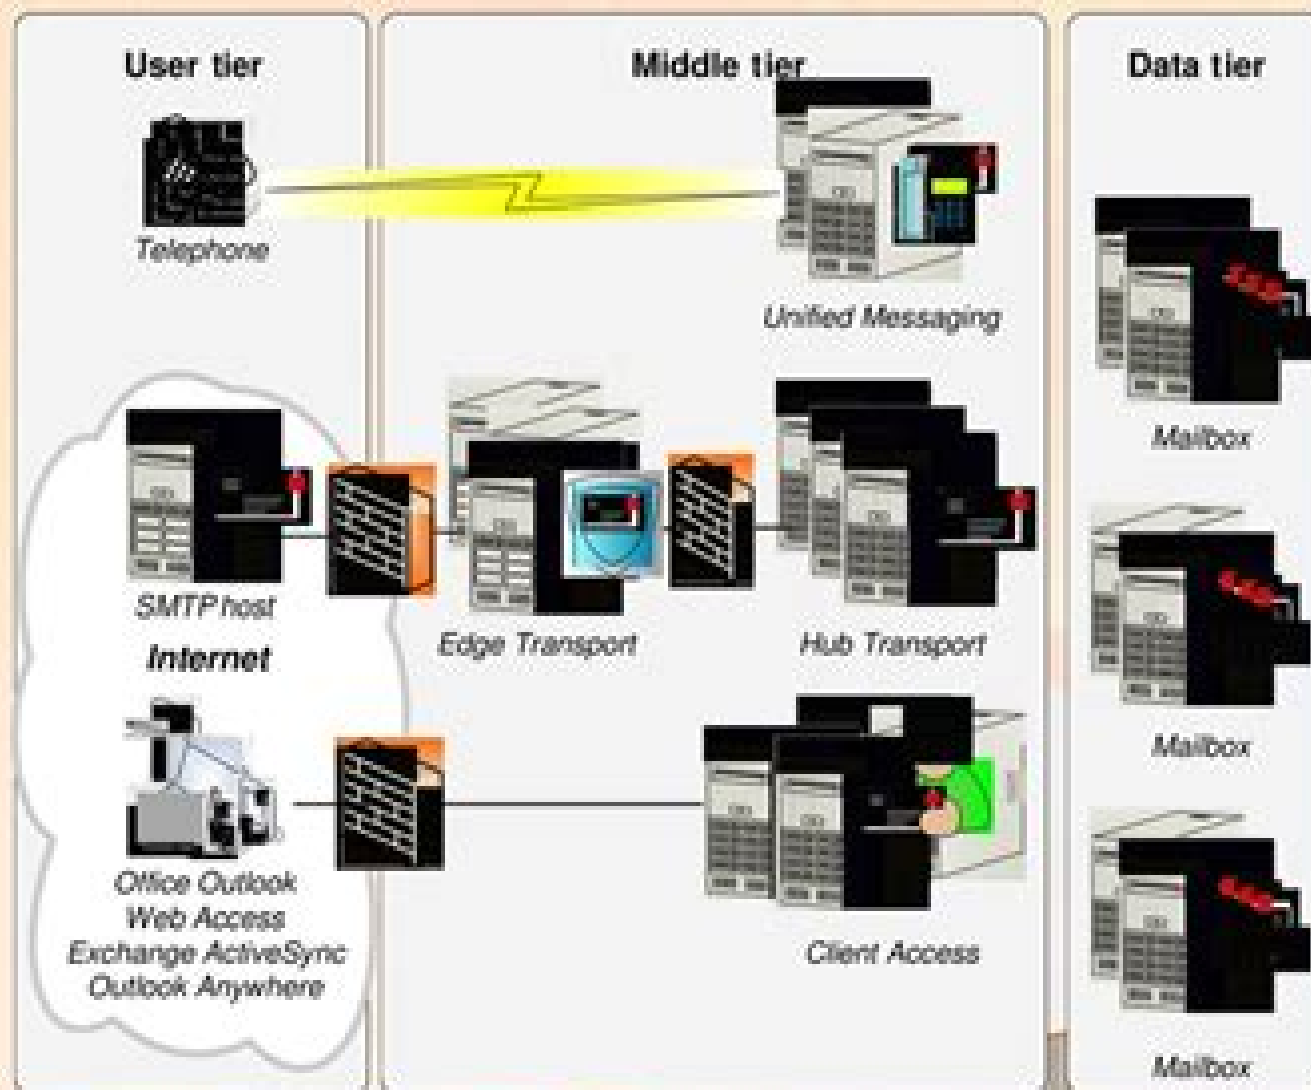 User tier
Middle tier
Data tier
Telephone
Unified Messaging
Mailbox
SMTP host
Edge Transport
Hub Transport
Internet
Mailbox
Office Outlook
Web Access
Exchange ActiveSync
Outlook Anywhere
Client Access
Mailbox